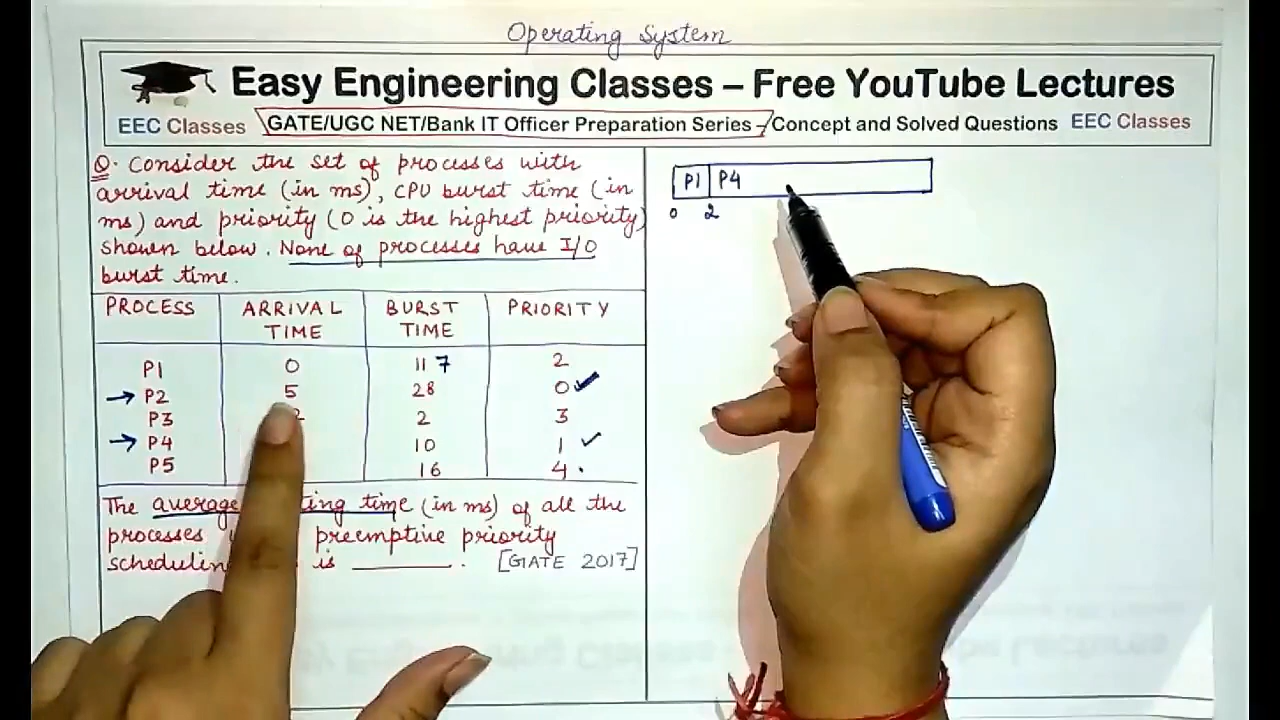 Operating System
Easy Engineering Classes – Free YouTube Lectures
EEC Classes GATE/UGC NET/Bank IT Officer Preparation Series – Concept and Solved Questions EEC Classes
Q. Consider the set of processes with
arrival time (in ms), CPU burst time (in
ms) and priority (0 is the highest priority)
shown below. None of processes have I/O
burst time.
PROCESS ARRIVAL TIME BURST TIME PRIORITY
P1 0 11 7 2
→ P2 5 28 0 ✓
P3 2 2 3
→ P4 10 1 ✓
P5 16 4
The average time (in ms) of all the
processes preemptive priority
is ______. [GATE 2017]
P1 P4
0 2